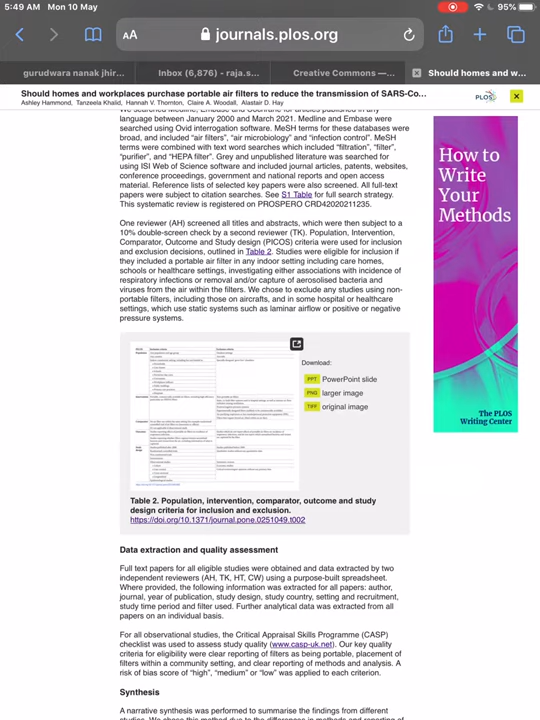 5:49 AM Mon 10 May
95%
AA
journals.plos.org
gurudwara nanak jhir...
Inbox (6,876) - raja.s...
Creative Commons —...
Should homes and w...
Should homes and workplaces purchase portable air filters to reduce the transmission of SARS-Co...
Ashley Hammond, Tanzeela Khalid, Hannah V. Thornton, Claire A. Woodall, Alastair D. Hay
PLOS
language between January 2000 and March 2021. Medline and Embase were
searched using Ovid interrogation software. MeSH terms for these databases were
broad, and included “air filters”, “air microbiology” and “infection control”. MeSH
terms were combined with text word searches which included “filtration”, “filter”,
“purifier”, and “HEPA filter”. Grey and unpublished literature was searched for
using ISI Web of Science software and included journal articles, patents, websites,
conference proceedings, government and national reports and open access
material. Reference lists of selected key papers were also screened. All full-text
papers were subject to citation searches. See S1 Table for full search strategy.
This systematic review is registered on PROSPERO CRD42020211235.
One reviewer (AH) screened all titles and abstracts, which were then subject to a
10% double-screen check by a second reviewer (TK). Population, Intervention,
Comparator, Outcome and Study design (PICOS) criteria were used for inclusion
and exclusion decisions, outlined in Table 2. Studies were eligible for inclusion if
they included a portable air filter in any indoor setting including care homes,
schools or healthcare settings, investigating either associations with incidence of
respiratory infections or removal and/or capture of aerosolised bacteria and
viruses from the air within the filters. We chose to exclude any studies using non-
portable filters, including those on aircrafts, and in some hospital or healthcare
settings, which use static systems such as laminar airflow or positive or negative
pressure systems.
Download:
PPT PowerPoint slide
PNG larger image
TIFF original image
Table 2. Population, intervention, comparator, outcome and study
design criteria for inclusion and exclusion.
https://doi.org/10.1371/journal.pone.0251049.t002
Data extraction and quality assessment
Full text papers for all eligible studies were obtained and data extracted by two
independent reviewers (AH, TK, HT, CW) using a purpose-built spreadsheet.
Where provided, the following information was extracted for all papers: author,
journal, year of publication, study design, study country, setting and recruitment,
study time period and filter used. Further analytical data was extracted from all
papers on an individual basis.
For all observational studies, the Critical Appraisal Skills Programme (CASP)
checklist was used to assess study quality (www.casp-uk.net). Our key quality
criteria for eligibility were clear reporting of filters as being portable, placement of
filters within a community setting, and clear reporting of methods and analysis. A
risk of bias score of “high”, “medium” or “low” was applied to each criterion.
Synthesis
A narrative synthesis was performed to summarise the findings from different
How to
Write
Your
Methods
The PLOS
Writing Center